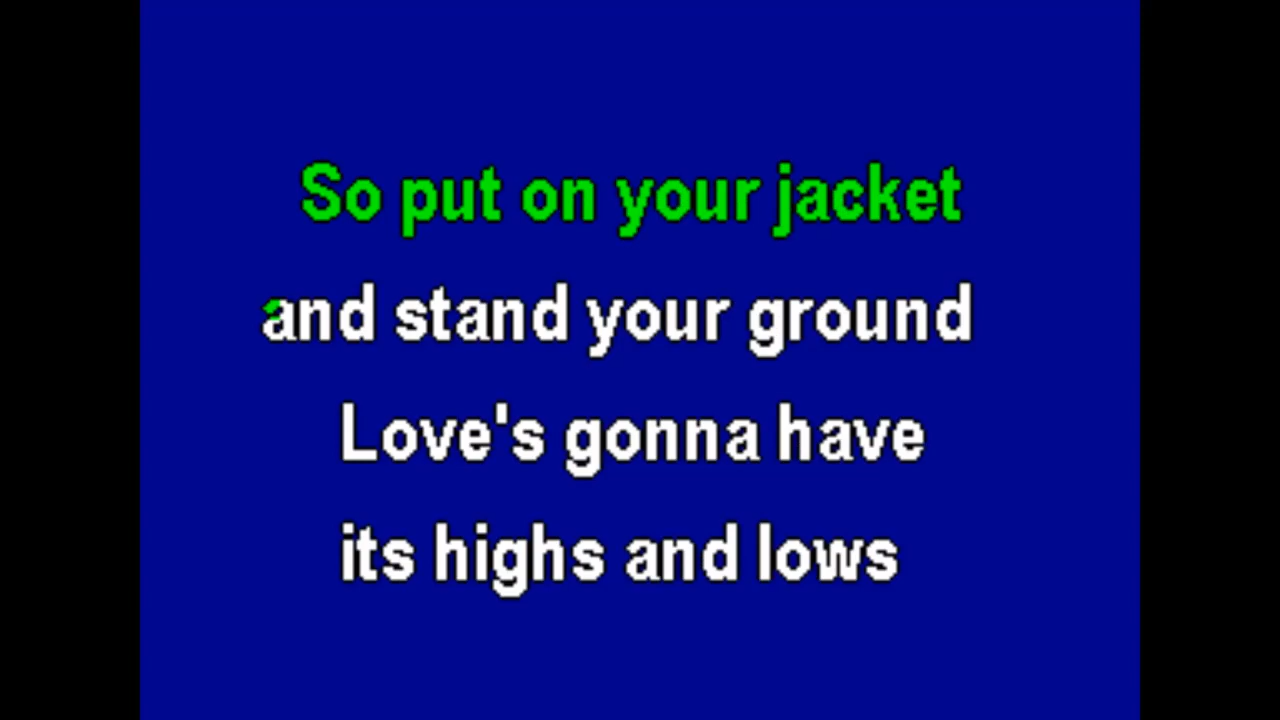 So put on your jacket
and stand your ground
Love's gonna have
its highs and lows